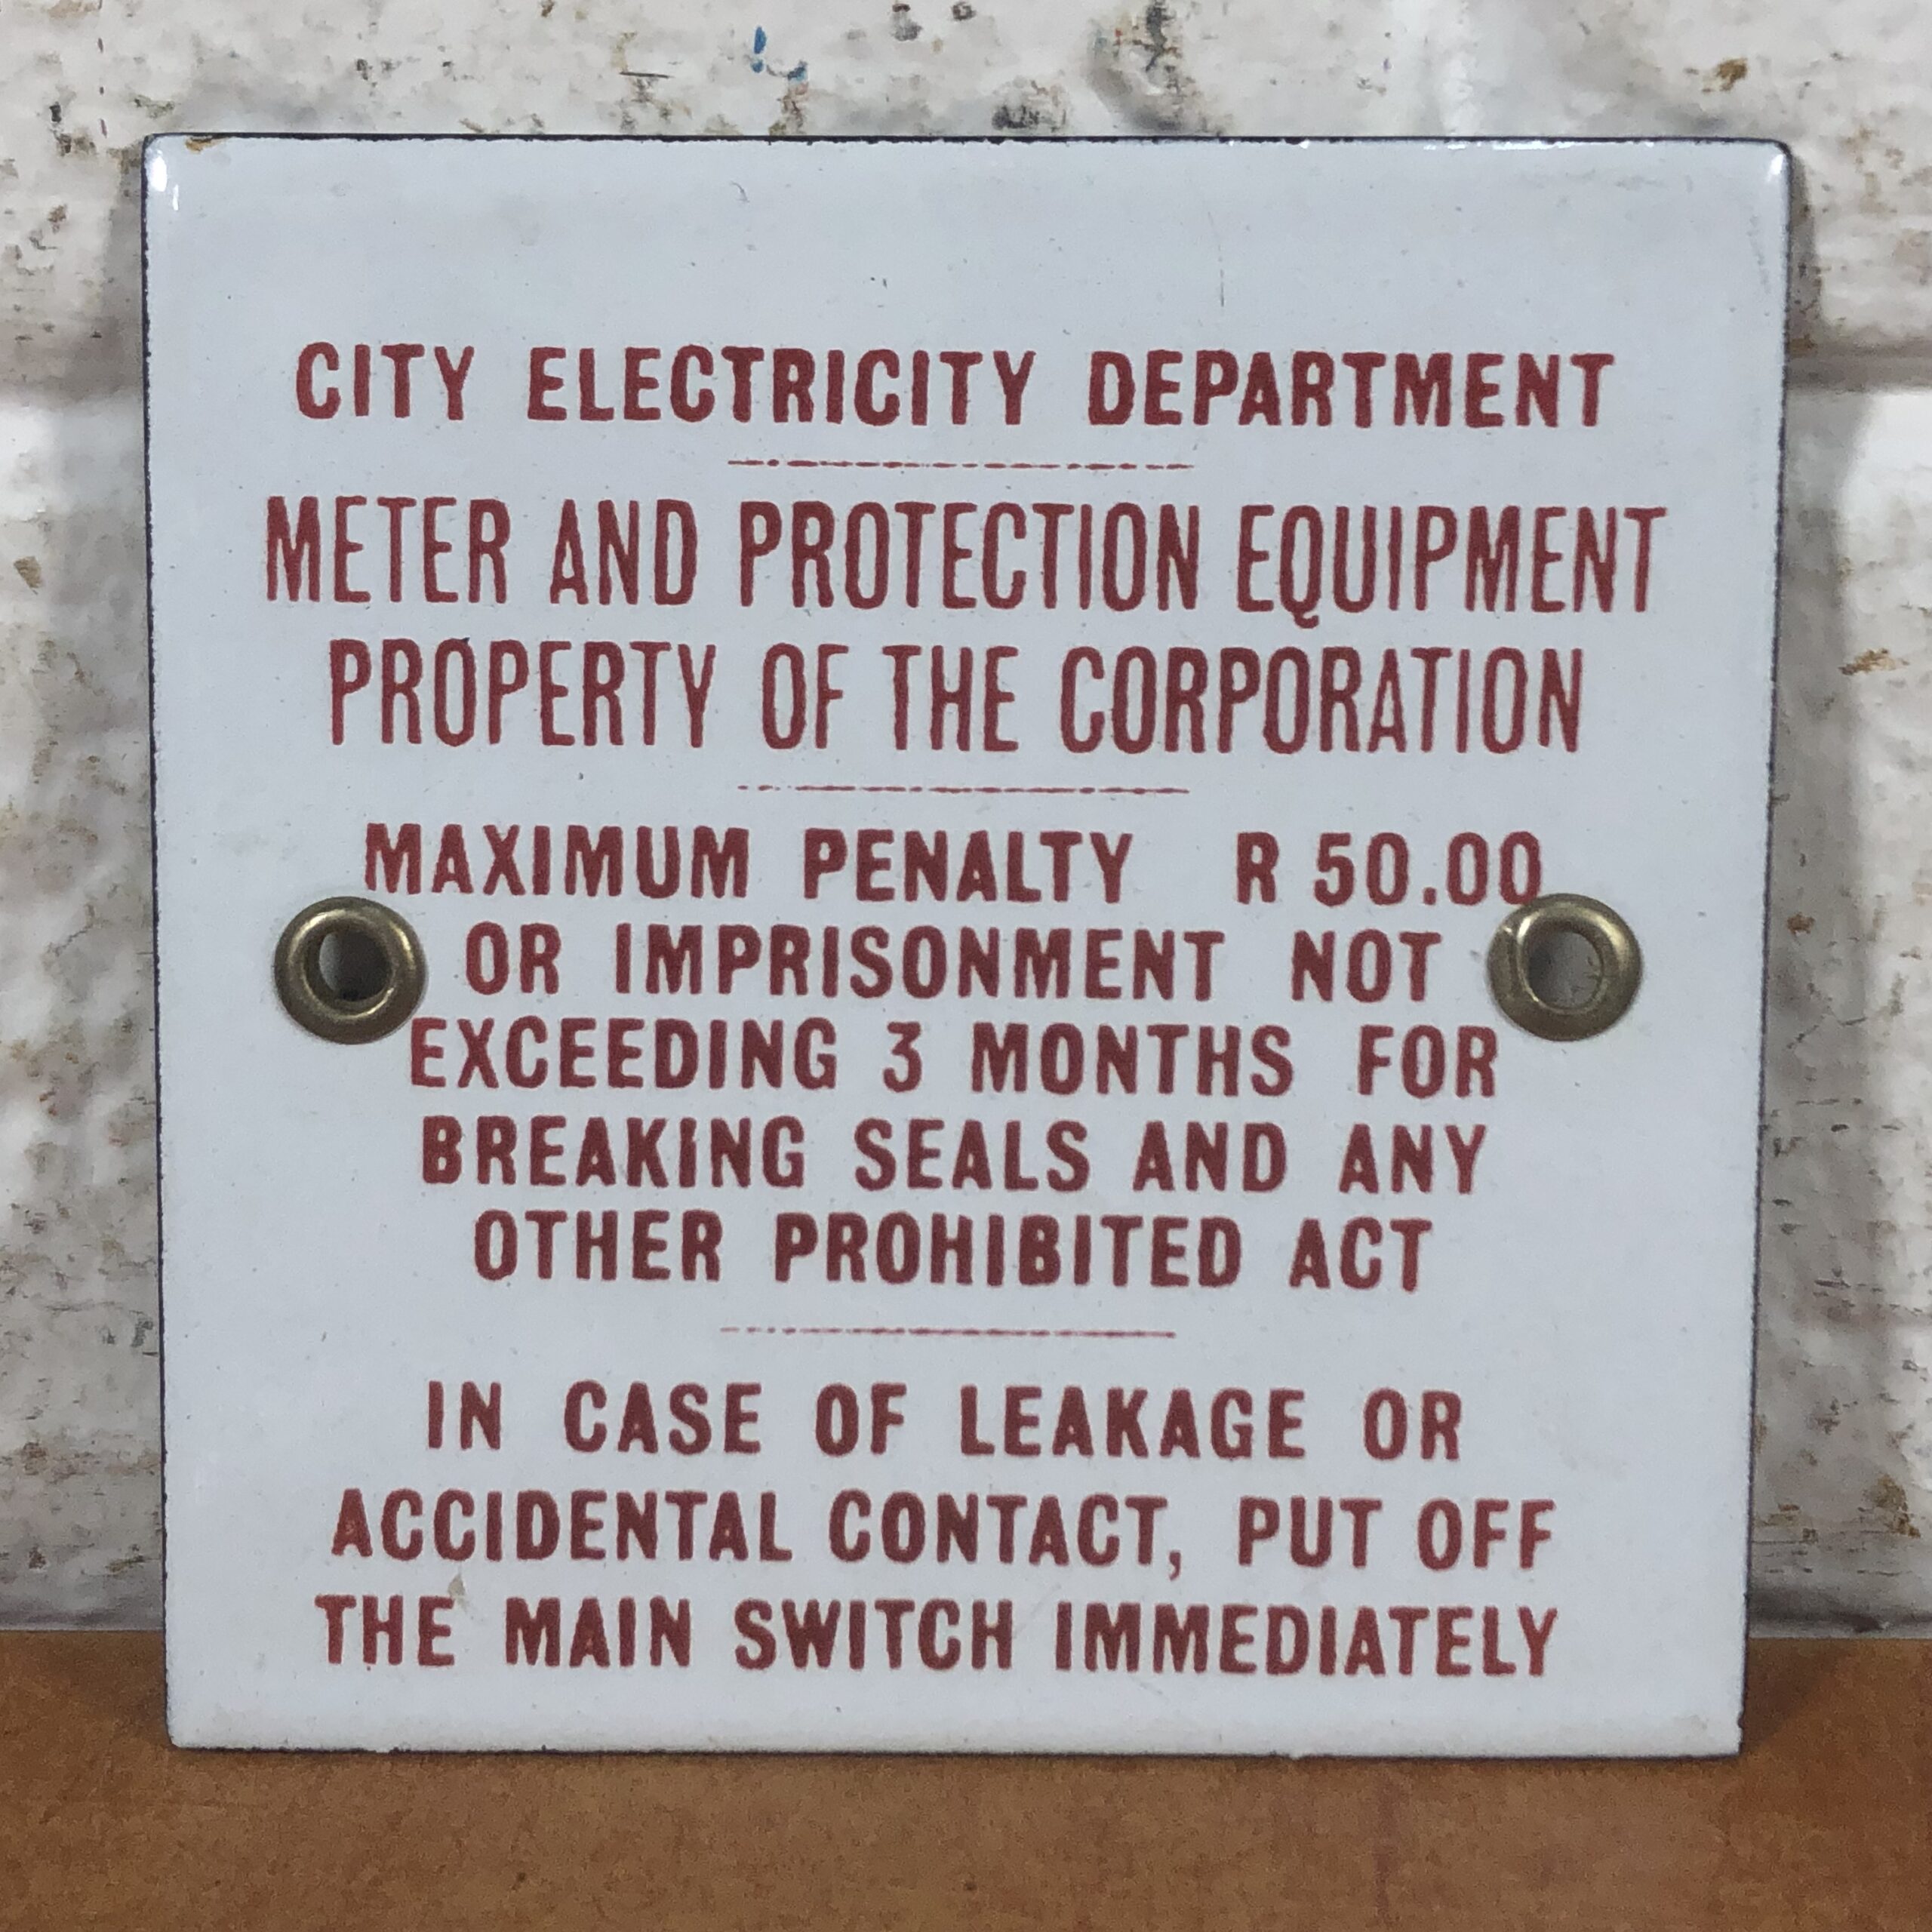 CITY ELECTRICITY DEPARTMENT
METER AND PROTECTION EQUIPMENT
PROPERTY OF THE CORPORATION
MAXIMUM PENALTY R 50.00
OR IMPRISONMENT NOT
EXCEEDING 3 MONTHS FOR
BREAKING SEALS AND ANY
OTHER PROHIBITED ACT
IN CASE OF LEAKAGE OR
ACCIDENTAL CONTACT, PUT OFF
THE MAIN SWITCH IMMEDIATELY